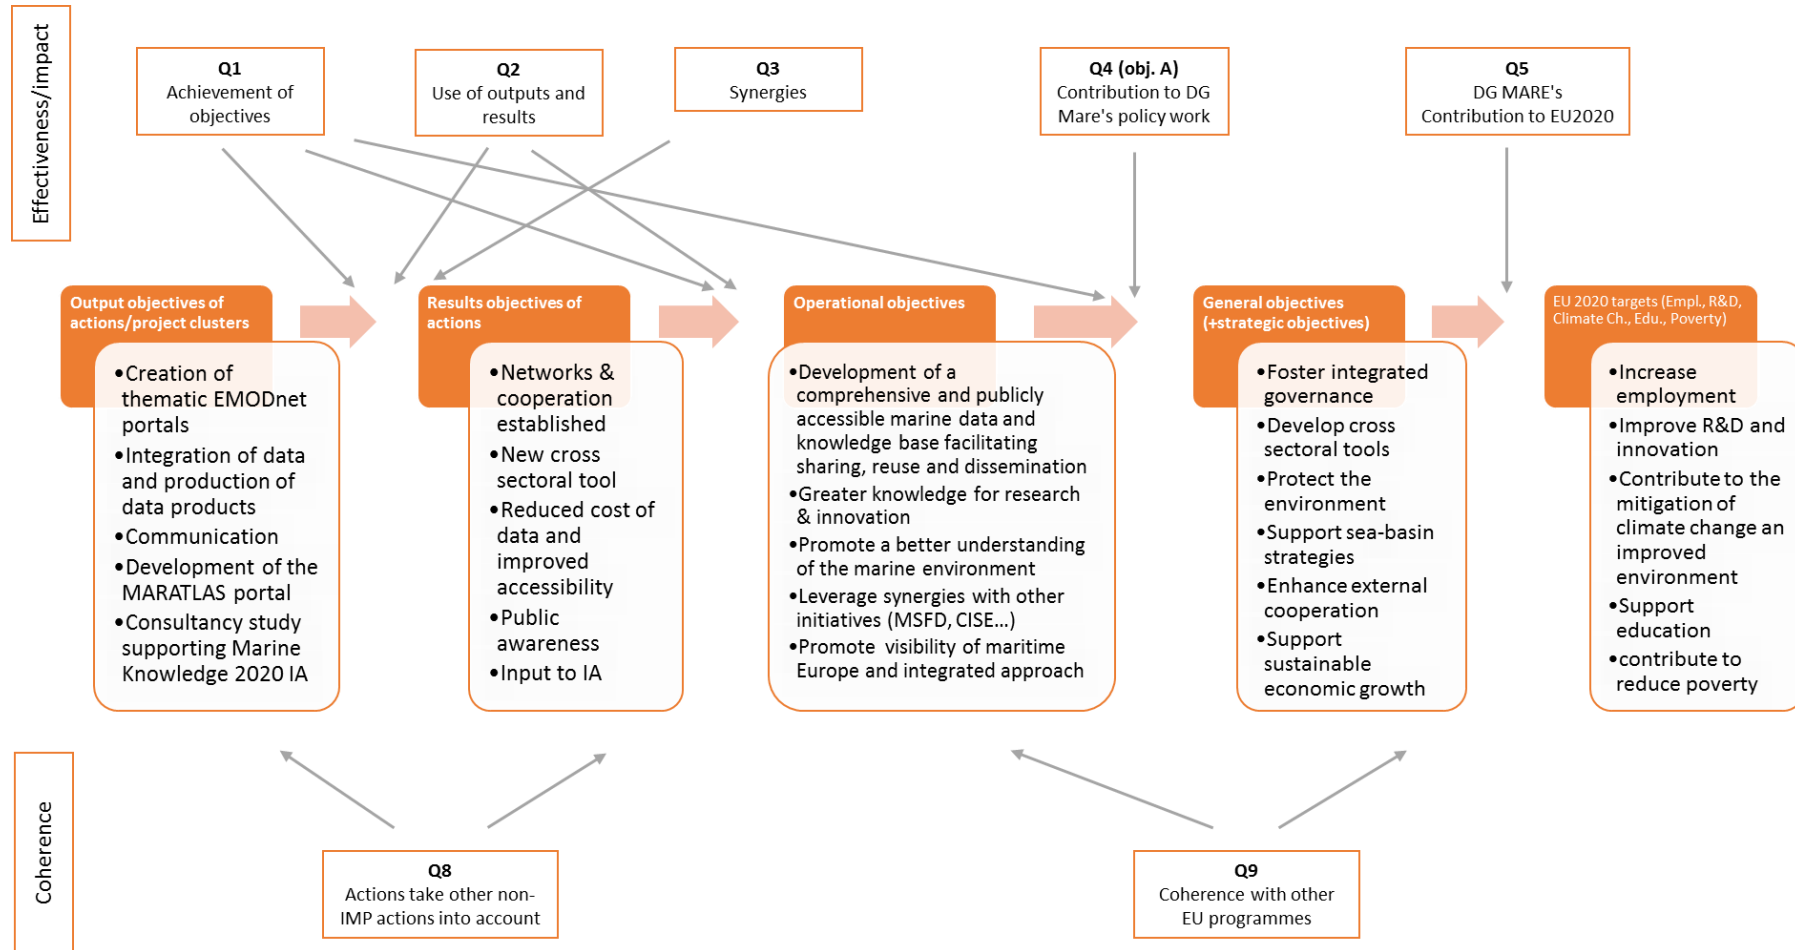 Effectiveness/impact
Q1
Achievement of
objectives
Q2
Use of outputs and
results
Q3
Synergies
Q4 (obj. A)
Contribution to DG
Mare's policy work
Q5
DG MARE's
Contribution to EU2020
Output objectives of
actions/project clusters
•Creation of
thematic EMODnet
portals
•Integration of data
and production of
data products
•Communication
•Development of the
MARATLAS portal
•Consultancy study
supporting Marine
Knowledge 2020 IA
Results objectives of
actions
•Networks &
cooperation
established
•New cross
sectoral tool
•Reduced cost of
data and
improved
accessibility
•Public
awareness
•Input to IA
Operational objectives
•Development of a
comprehensive and publicly
accessible marine data and
knowledge base facilitating
sharing, reuse and dissemination
•Greater knowledge for research
& innovation
•Promote a better understanding
of the marine environment
•Leverage synergies with other
initiatives (MSFD, CISE...)
•Promote visibility of maritime
Europe and integrated approach
General objectives
(+strategic objectives)
•Foster integrated
governance
•Develop cross
sectoral tools
•Protect the
environment
•Support sea-basin
strategies
•Enhance external
cooperation
•Support
sustainable
economic growth
EU 2020 targets (Empl., R&D,
Climate Ch., Edu., Poverty)
•Increase
employment
•Improve R&D and
innovation
•Contribute to the
mitigation of
climate change an
improved
environment
•Support
education
•contribute to
reduce poverty
Coherence
Q8
Actions take other non-
IMP actions into account
Q9
Coherence with other
EU programmes